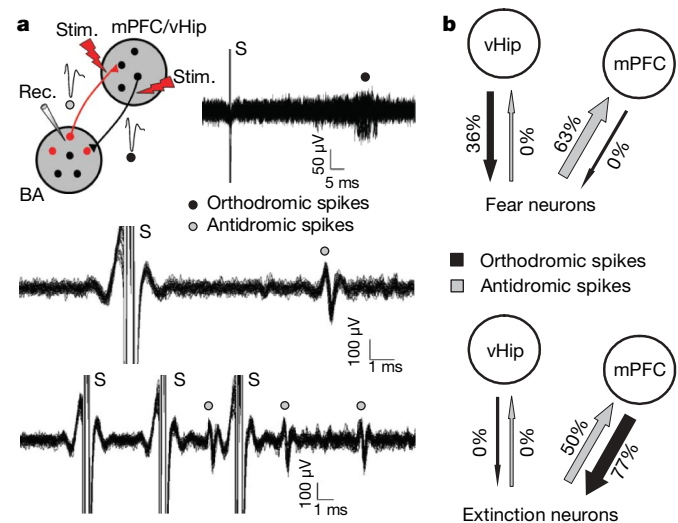 a
mPFC/vHip
Stim.
Stim.
Rec.
BA
S
50 µV
5 ms
Orthodromic spikes
Antidromic spikes
S
100 µV
1 ms
S
S
S
100 µV
1 ms
b
vHip
mPFC
36%
0%
63%
0%
Fear neurons
Orthodromic spikes
Antidromic spikes
vHip
mPFC
0%
0%
50%
77%
Extinction neurons